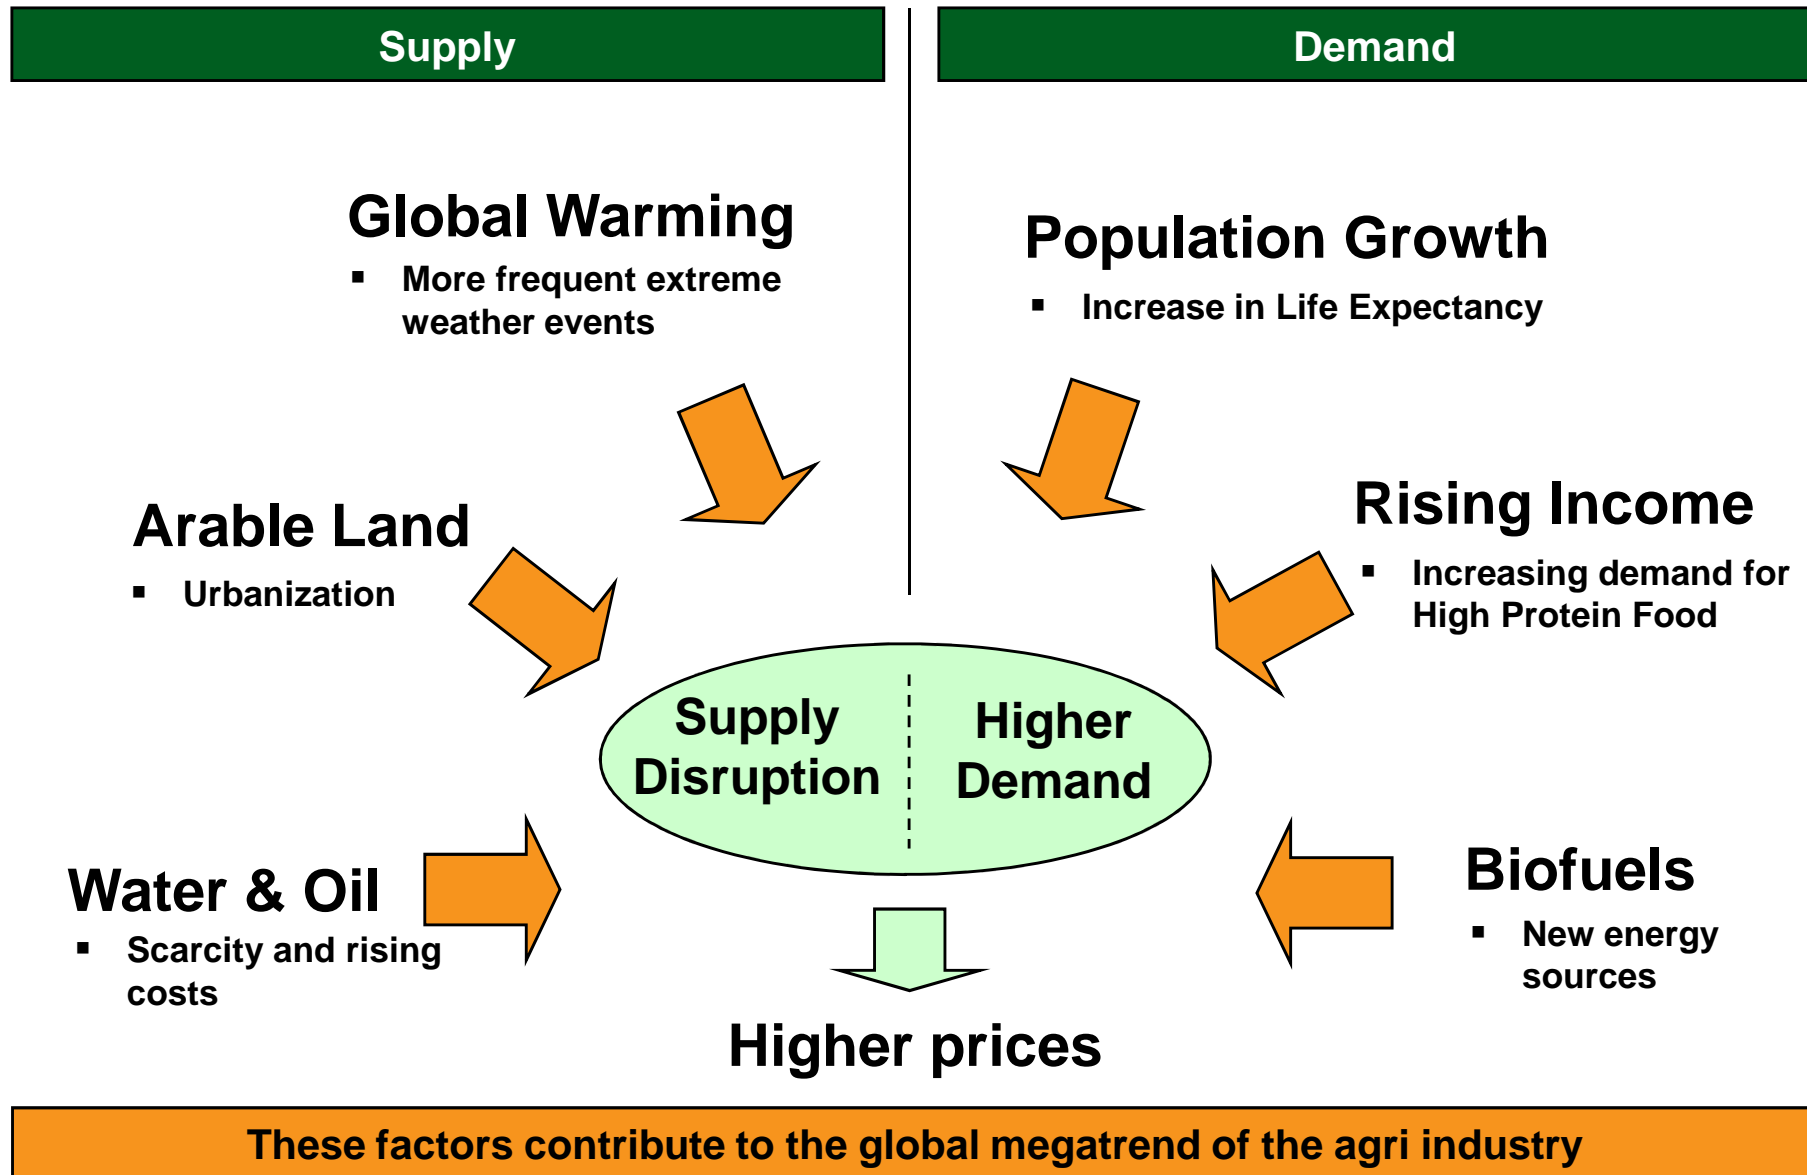 Supply
Demand
Global Warming
▪ More frequent extreme
weather events
Population Growth
▪ Increase in Life Expectancy
Arable Land
▪ Urbanization
Rising Income
▪ Increasing demand for
High Protein Food
Supply
Disruption
Higher
Demand
Water & Oil
▪ Scarcity and rising
costs
Biofuels
▪ New energy
sources
Higher prices
These factors contribute to the global megatrend of the agri industry